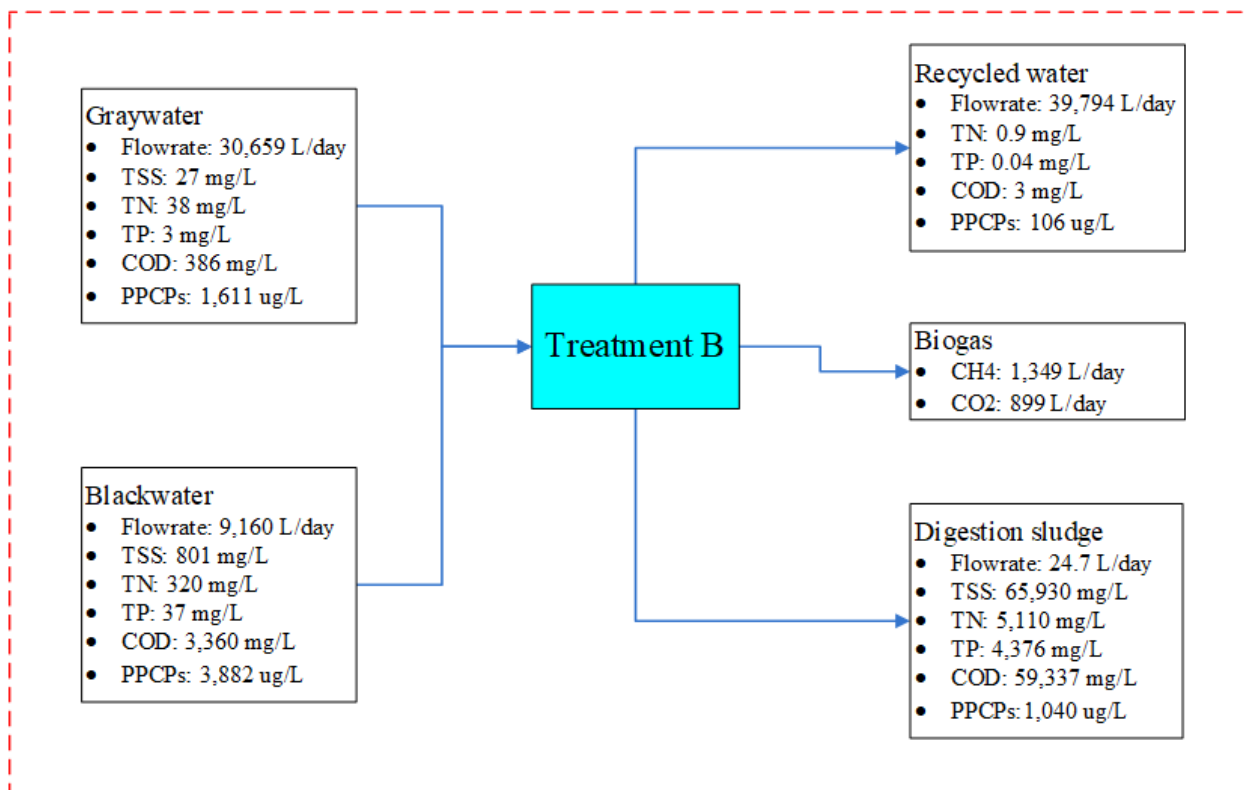 Graywater
• Flowrate: 30,659 L/day
• TSS: 27 mg/L
• TN: 38 mg/L
• TP: 3 mg/L
• COD: 386 mg/L
• PPCPs: 1,611 ug/L
Blackwater
• Flowrate: 9,160 L/day
• TSS: 801 mg/L
• TN: 320 mg/L
• TP: 37 mg/L
• COD: 3,360 mg/L
• PPCPs: 3,882 ug/L
Treatment B
Recycled water
• Flowrate: 39,794 L/day
• TN: 0.9 mg/L
• TP: 0.04 mg/L
• COD: 3 mg/L
• PPCPs: 106 ug/L
Biogas
• CH4: 1,349 L/day
• CO2: 899 L/day
Digestion sludge
• Flowrate: 24.7 L/day
• TSS: 65,930 mg/L
• TN: 5,110 mg/L
• TP: 4,376 mg/L
• COD: 59,337 mg/L
• PPCPs: 1,040 ug/L